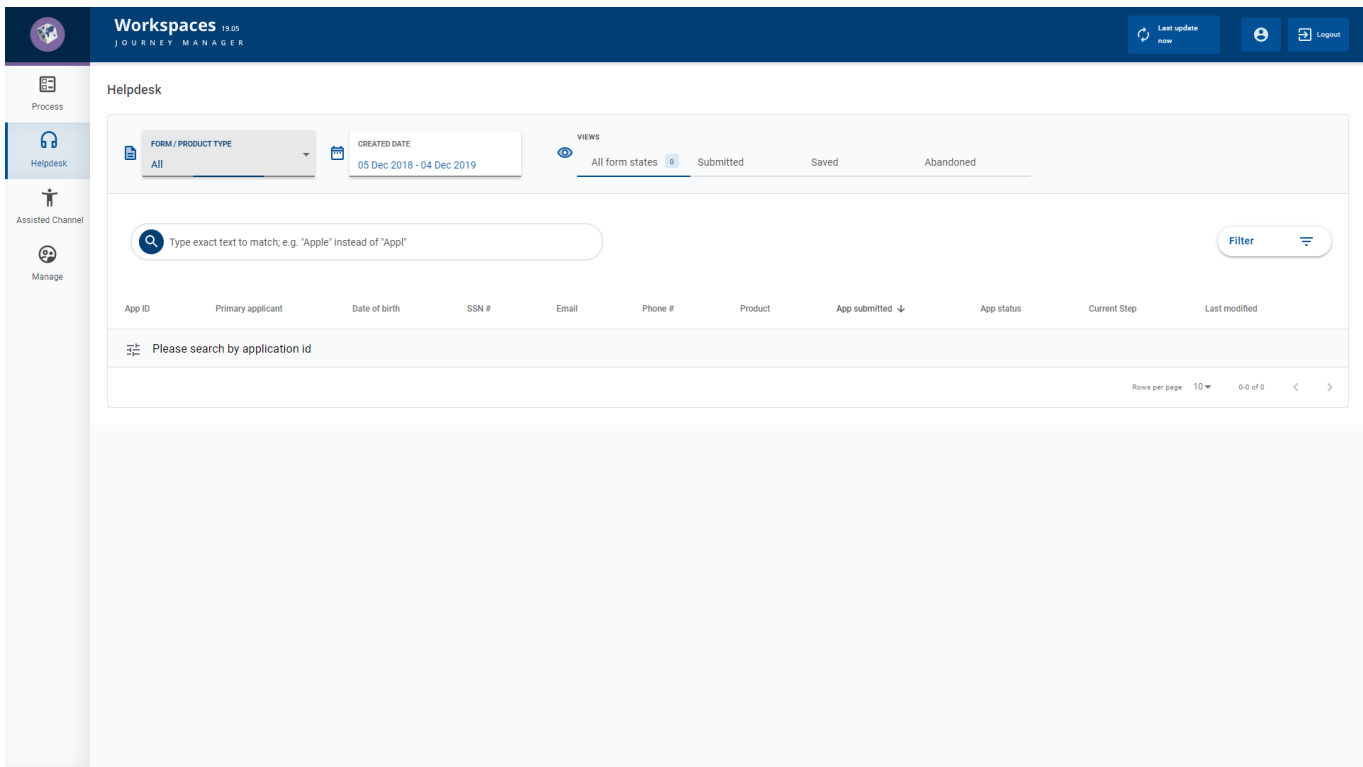 Workspaces 19.05
JOURNEY MANAGER
Last update
now
Logout
Process
Helpdesk
Assisted Channel
Manage
Helpdesk
FORM / PRODUCT TYPE
All
CREATED DATE
05 Dec 2018 - 04 Dec 2019
VIEWS
All form states 0 Submitted Saved Abandoned
Type exact text to match; e.g. "Apple" instead of "Appl"
Filter
App ID Primary applicant Date of birth SSN # Email Phone # Product App submitted App status Current Step Last modified
Please search by application id
Rows per page 10 0-0 of 0